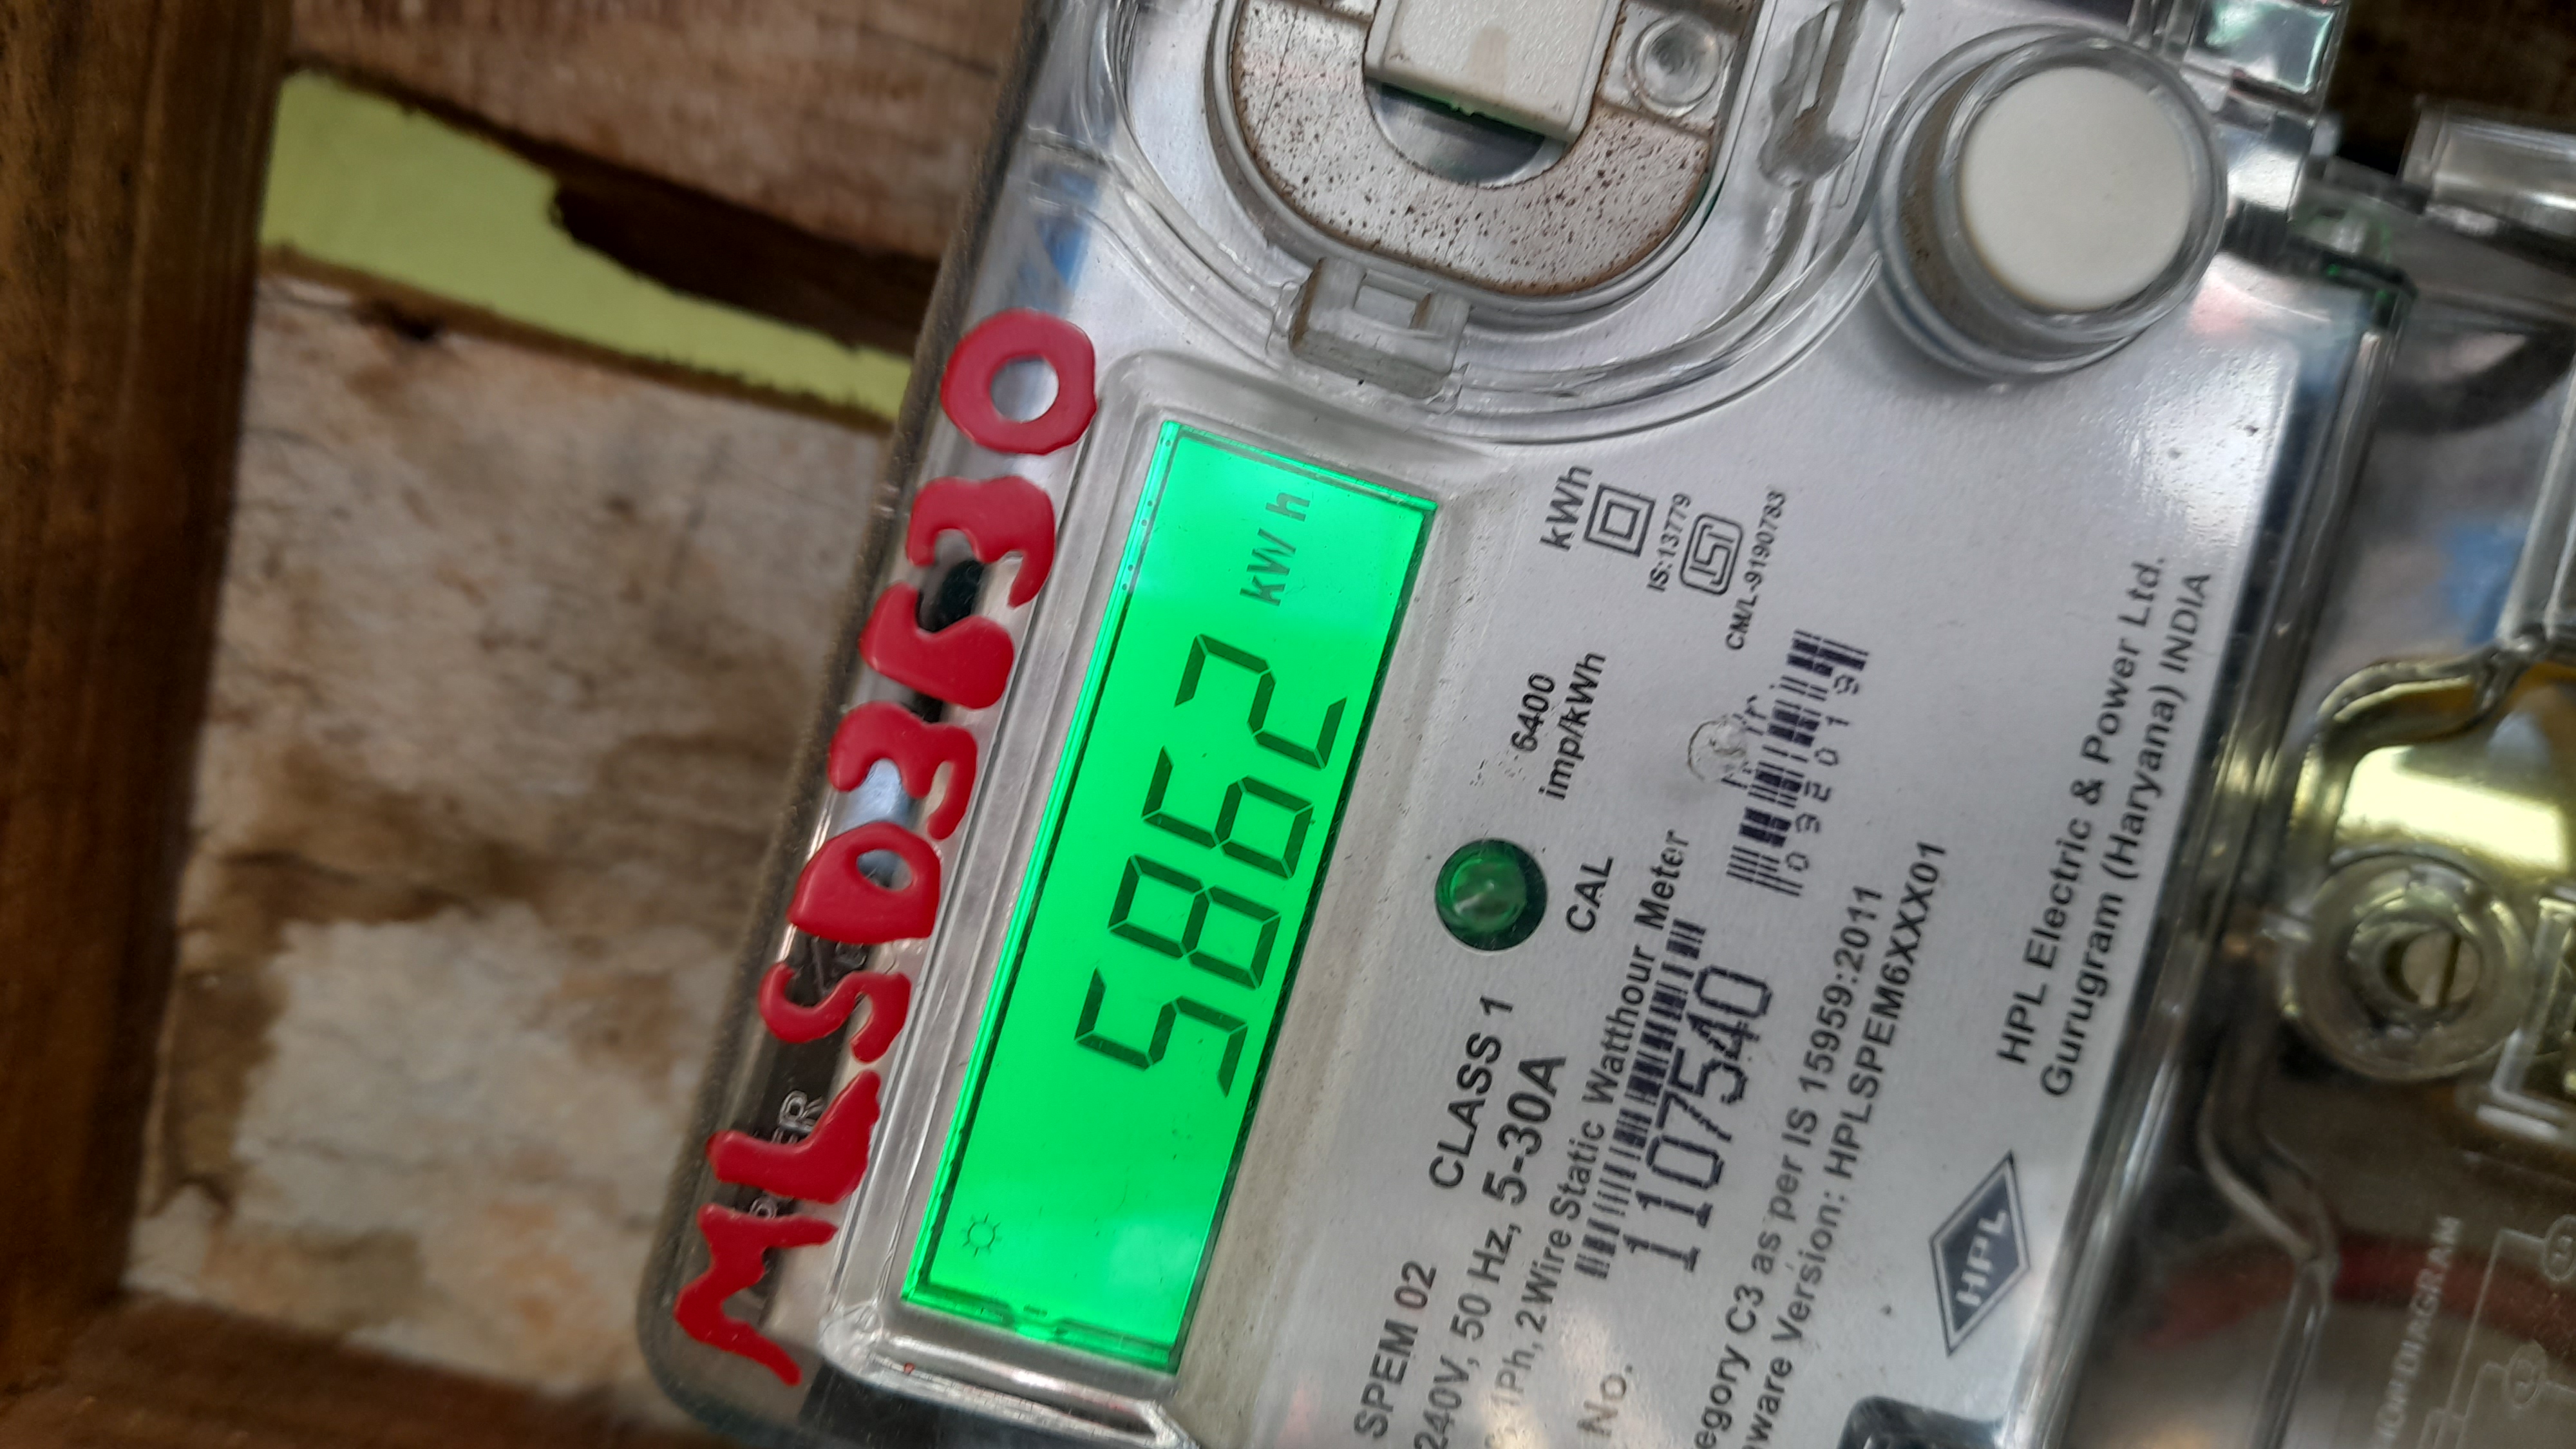 5862 kWh
kWh
IS:13779
CM/L-9190783
6400
imp/kWh
CAL
092019
SPEM 02 CLASS 1
240V, 50 Hz, 5-30A
1Ph, 2Wire Static Watthour Meter
No. 11075540
egory C3 as per IS 15959:2011
ware Version: HPLSPEM6XXX01
HPL
HPL Electric & Power Ltd.
Gurugram (Haryana) INDIA